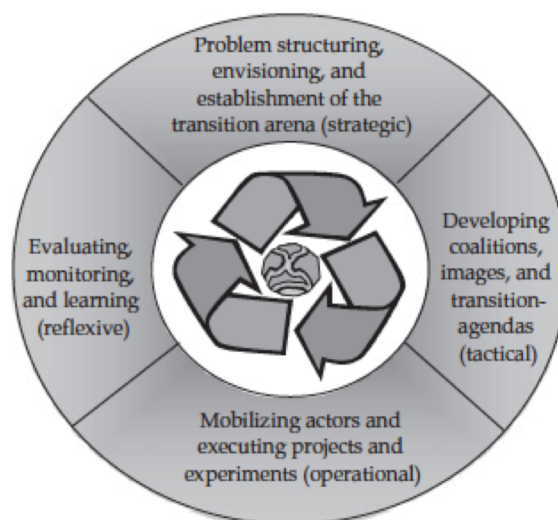 Problem structuring,
envisioning, and
establishment of the
transition arena (strategic)
Developing
coalitions,
images, and
transition-
agendas
(tactical)
Mobilizing actors and
executing projects and
experiments (operational)
Evaluating,
monitoring,
and learning
(reflexive)